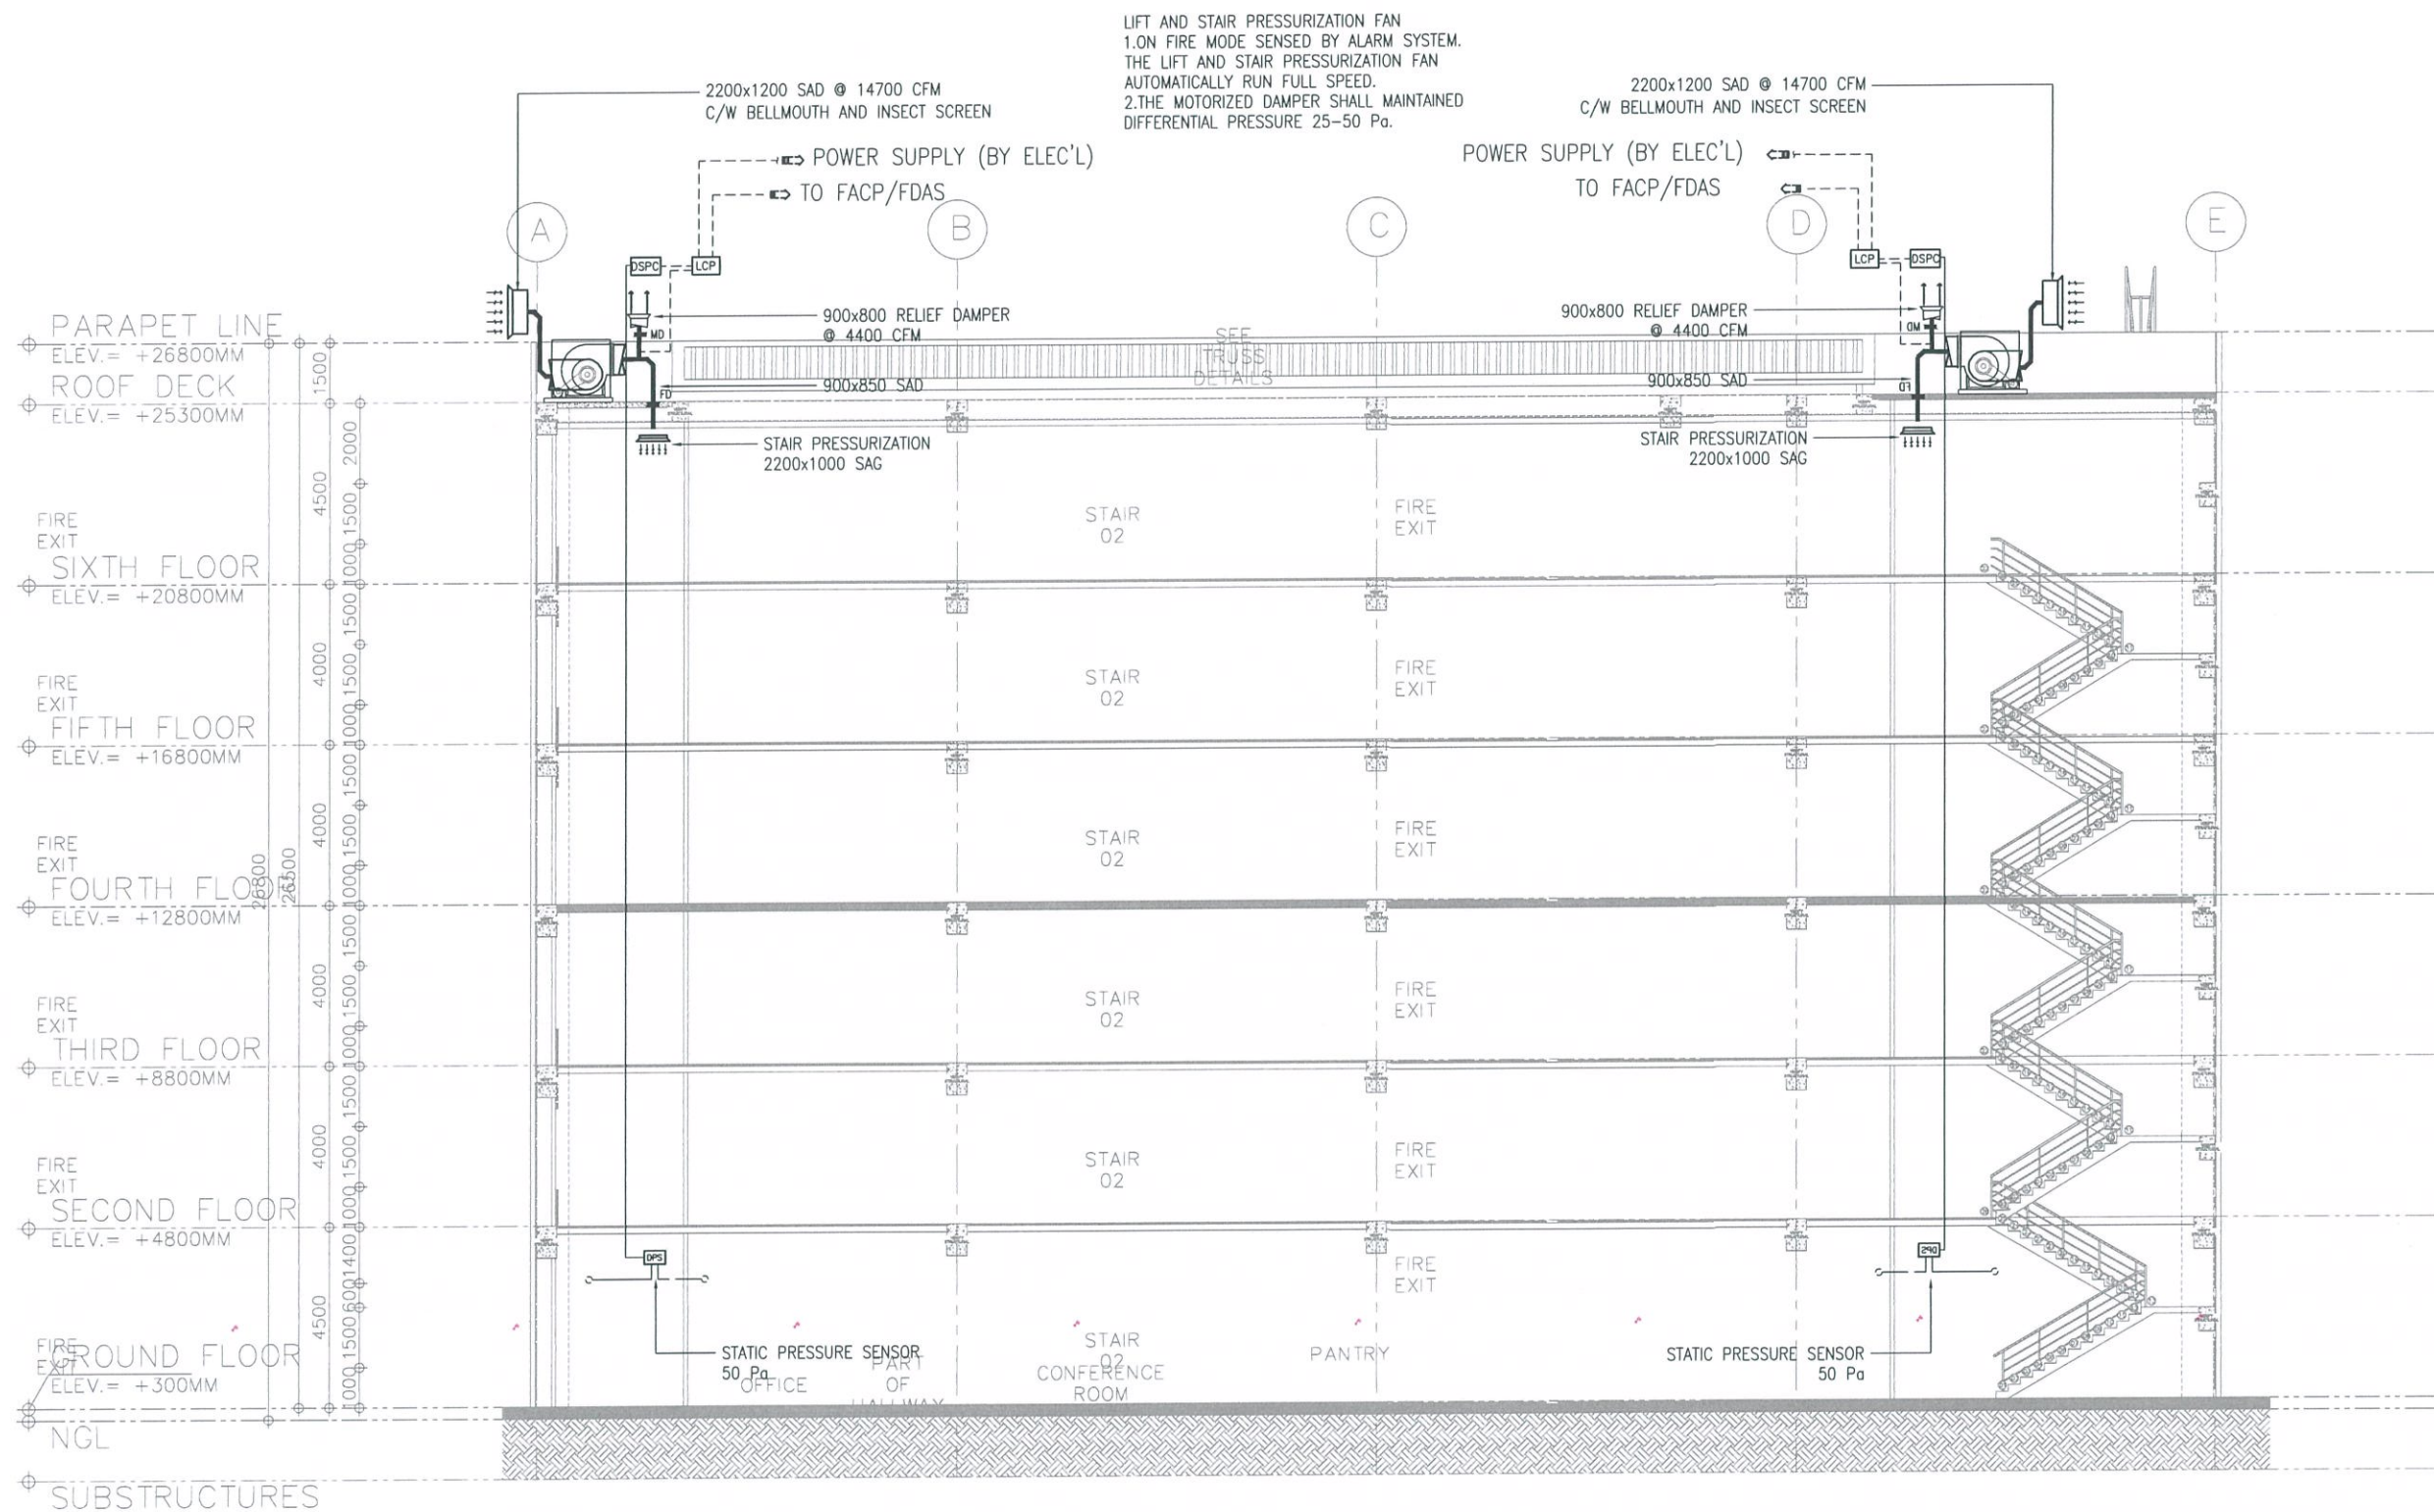 LIFT AND STAIR PRESSURIZATION FAN
1.ON FIRE MODE SENSED BY ALARM SYSTEM.
THE LIFT AND STAIR PRESSURIZATION FAN
AUTOMATICALLY RUN FULL SPEED.
2.THE MOTORIZED DAMPER SHALL MAINTAINED
DIFFERENTIAL PRESSURE 25-50 Pa.
2200x1200 SAD @ 14700 CFM
C/W BELLMOUTH AND INSECT SCREEN
2200x1200 SAD @ 14700 CFM
C/W BELLMOUTH AND INSECT SCREEN
POWER SUPPLY (BY ELEC'L)
TO FACP/FDAS
POWER SUPPLY (BY ELEC'L)
TO FACP/FDAS
A
B
C
D
E
DSPC
LCP
LCP
DSPC
900x800 RELIEF DAMPER
@ 4400 CFM
MD
900x850 SAD
FD
STAIR PRESSURIZATION
2200x1000 SAG
SEE
TRUSS
DETAILS
900x800 RELIEF DAMPER
@ 4400 CFM
MD
900x850 SAD
FD
STAIR PRESSURIZATION
2200x1000 SAG
PARAPET LINE
ELEV.= +26800MM
1500
ROOF DECK
ELEV.= +25300MM
2000
4500
1500
1000
FIRE
EXIT
SIXTH FLOOR
ELEV.= +20800MM
STAIR
02
FIRE
EXIT
1500
4000
1500
1000
FIRE
EXIT
FIFTH FLOOR
ELEV.= +16800MM
STAIR
02
FIRE
EXIT
1500
4000
1500
1000
FIRE
EXIT
FOURTH FLOOR
ELEV.= +12800MM
26800
26500
STAIR
02
FIRE
EXIT
1500
4000
1500
1000
FIRE
EXIT
THIRD FLOOR
ELEV.= +8800MM
STAIR
02
FIRE
EXIT
1500
4000
1500
1000
FIRE
EXIT
SECOND FLOOR
ELEV.= +4800MM
STAIR
02
FIRE
EXIT
1400
600
4500
1500
1000
FIRE
EXIT
GROUND FLOOR
ELEV.= +300MM
DPS
STATIC PRESSURE SENSOR
50 Pa
OFFICE
PART
OF
HALLWAY
STAIR
02
CONFERENCE
ROOM
FIRE
EXIT
PANTRY
DPS
STATIC PRESSURE SENSOR
50 Pa
NGL
SUBSTRUCTURES